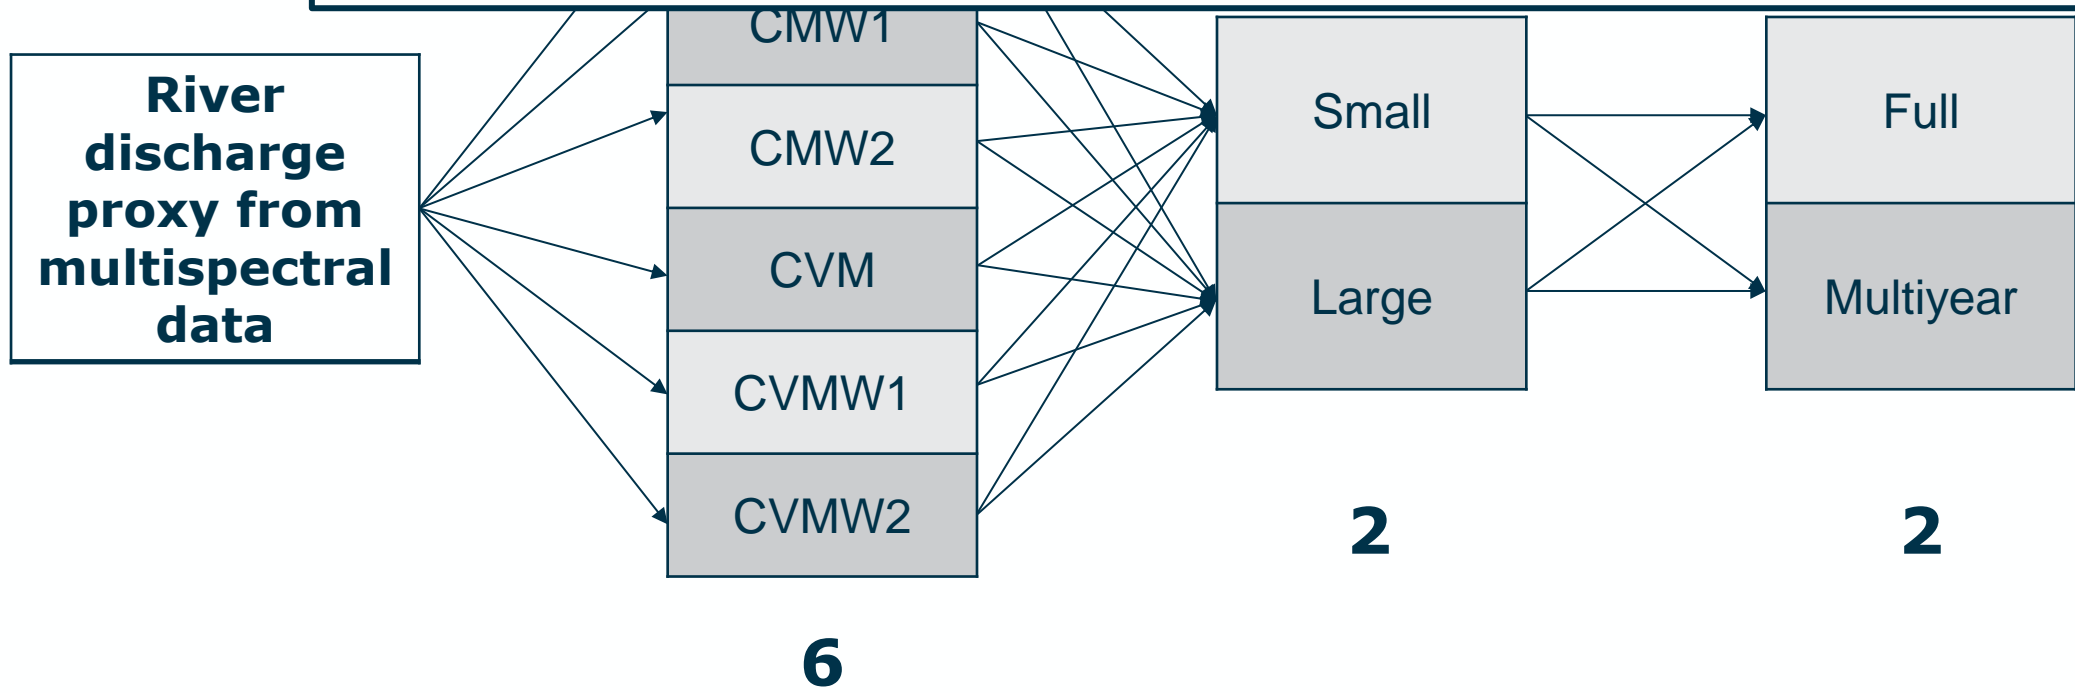 River
discharge
proxy from
multispectral
data
CMW1
CMW2
CVM
CVMW1
CVMW2
6
Small
Large
2
Full
Multiyear
2